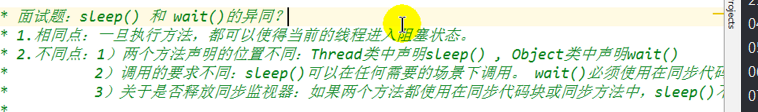 * 面试题：sleep() 和 wait()的异同？
* 1.相同点：一旦执行方法，都可以使得当前的线程进入阻塞状态。
* 2.不同点：1）两个方法声明的位置不同：Thread类中声明sleep() , Object类中声明wait()
* 2）调用的要求不同：sleep()可以在任何需要的场景下调用。 wait()必须使用在同步代码
* 3）关于是否释放同步监视器：如果两个方法都使用在同步代码块或同步方法中，sleep()不
*
Projects